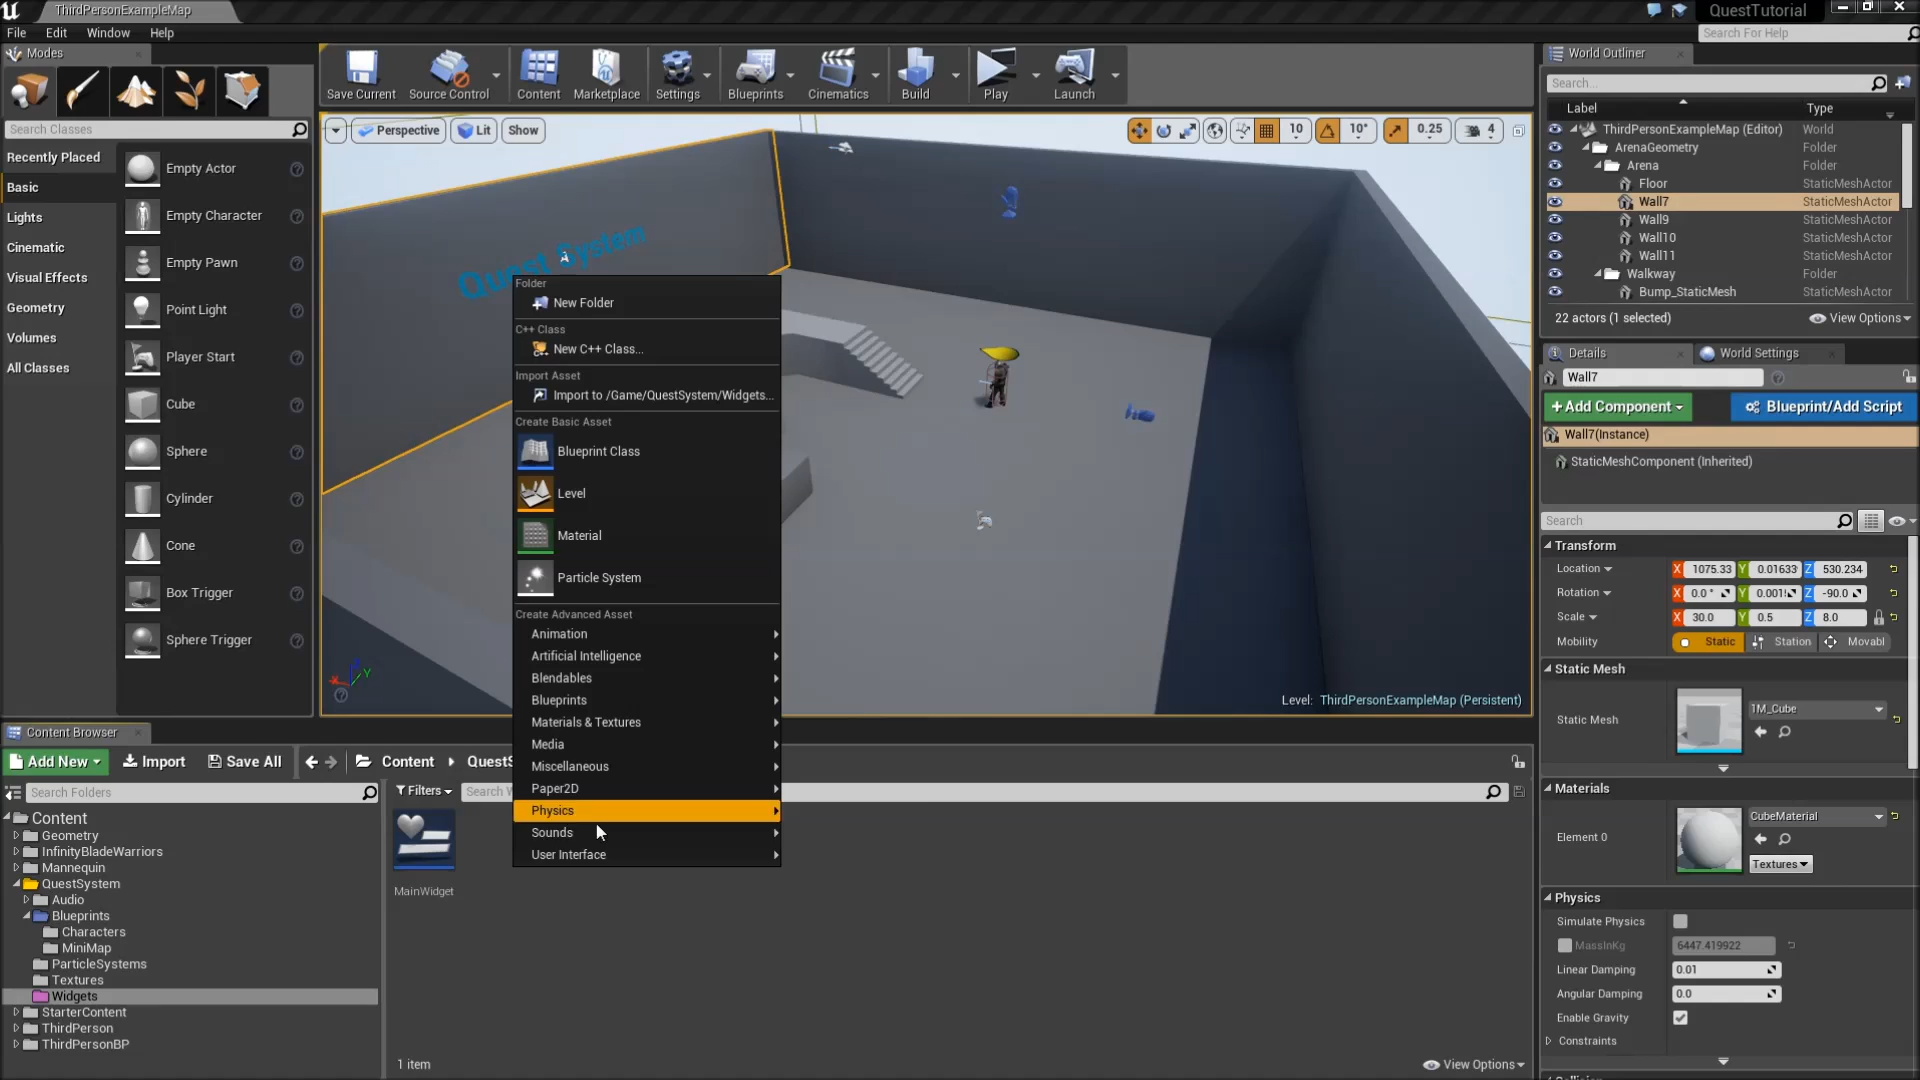 ThirdPersonExampleMap
QuestTutorial
File Edit Window Help
Search For Help
Modes
Save Current
Source Control
Content
Marketplace
Settings
Blueprints
Cinematics
Build
Play
Launch
Search Classes
Recently Placed
Basic
Lights
Cinematic
Visual Effects
Geometry
Volumes
All Classes
Empty Actor
Empty Character
Empty Pawn
Point Light
Player Start
Cube
Sphere
Cylinder
Cone
Box Trigger
Sphere Trigger
Perspective Lit Show
10 10° 0.25 4
Quest System
X Y
Level: ThirdPersonExampleMap (Persistent)
Folder
New Folder
C++ Class
New C++ Class...
Import Asset
Import to /Game/QuestSystem/Widgets...
Create Basic Asset
Blueprint Class
Level
Material
Particle System
Create Advanced Asset
Animation
Artificial Intelligence
Blendables
Blueprints
Materials & Textures
Media
Miscellaneous
Paper2D
Physics
Sounds
User Interface
World Outliner
Search...
Label Type
ThirdPersonExampleMap (Editor) World
ArenaGeometry Folder
Arena Folder
Floor StaticMeshActor
Wall7 StaticMeshActor
Wall9 StaticMeshActor
Wall10 StaticMeshActor
Wall11 StaticMeshActor
Walkway Folder
Bump_StaticMesh StaticMeshActor
22 actors (1 selected) View Options
Details World Settings
Wall7
+Add Component Blueprint/Add Script
Wall7(Instance)
StaticMeshComponent (Inherited)
Search
Transform
Location X 1075.33 Y 0.01633 Z 530.234
Rotation X 0.0 ° Y 0.001 Z -90.0
Scale X 30.0 Y 0.5 Z 8.0
Mobility Static Station Movabl
Static Mesh
Static Mesh 1M_Cube
Materials
Element 0 CubeMaterial
Textures
Physics
Simulate Physics
MassInKg 6447.419922
Linear Damping 0.01
Angular Damping 0.0
Enable Gravity
Constraints
Content Browser
Add New Import Save All Content QuestS
Search Folders
Filters Search W
Content
Geometry
InfinityBladeWarriors
Mannequin
QuestSystem
Audio
Blueprints
Characters
MiniMap
ParticleSystems
Textures
Widgets
StarterContent
ThirdPerson
ThirdPersonBP
MainWidget
1 item
View Options